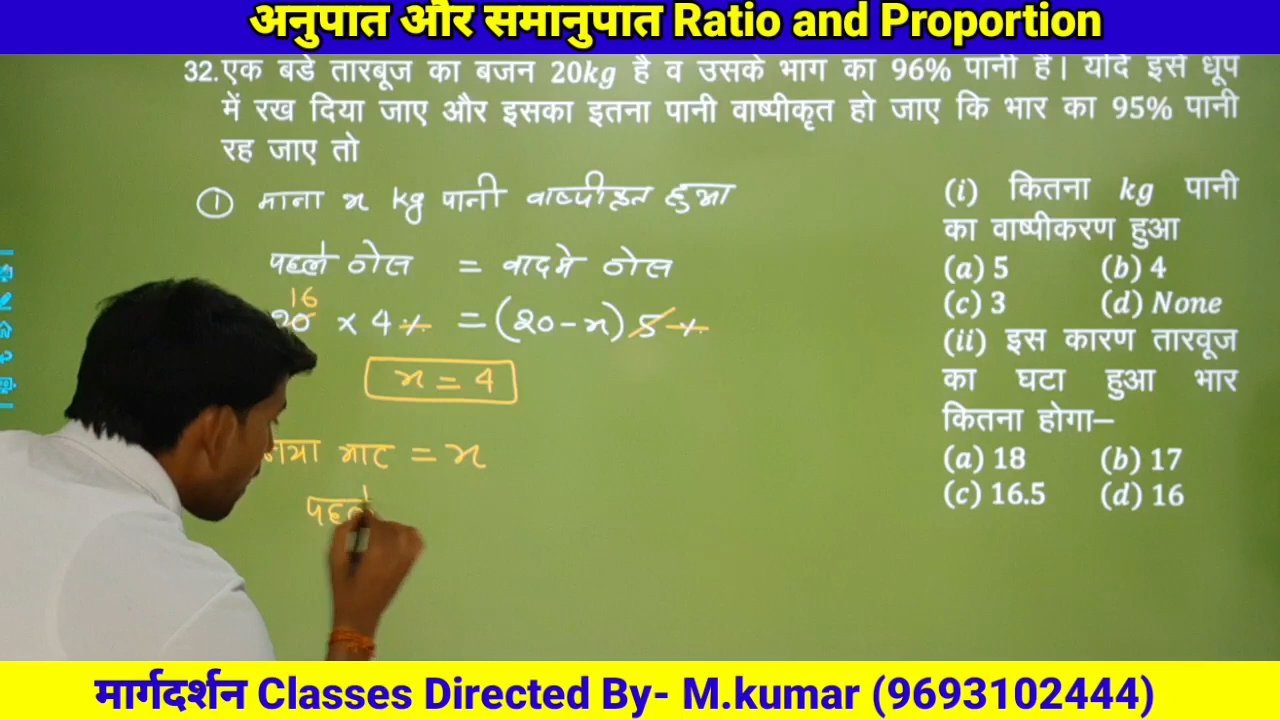 अनुपात और समानुपात Ratio and Proportion
32. एक बडे तारबूज का बजन 20kg है व उसके भाग का 96% पानी है। यदि इसे धूप
में रख दिया जाए और इसका इतना पानी वाष्पीकृत हो जाए कि भार का 95% पानी
रह जाए तो
① माना x kg पानी वाष्पीकृत हुआ
पहले ठोस = बाद मे ठोस
16
20 × 4% = (20-x) 5%
x = 4
नया भार = x
पहले
(i) कितना kg पानी
का वाष्पीकरण हुआ
(a) 5 (b) 4
(c) 3 (d) None
(ii) इस कारण तारवूज
का घटा हुआ भार
कितना होगा–
(a) 18 (b) 17
(c) 16.5 (d) 16
मार्गदर्शन Classes Directed By- M.kumar (9693102444)